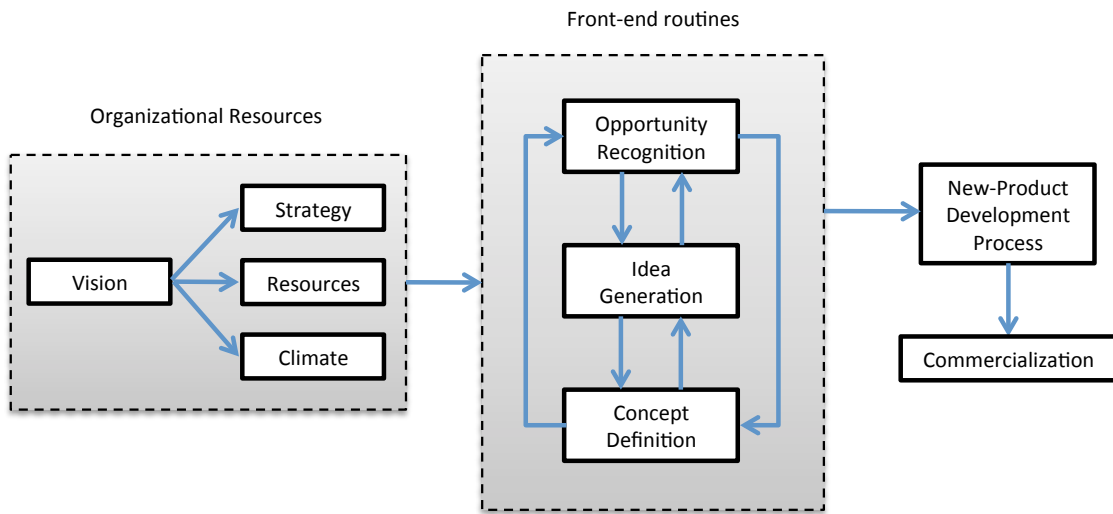 Front-end routines
Organizational Resources
Opportunity
Recognition
Strategy
New-Product
Development
Process
Vision
Resources
Idea
Generation
Climate
Commercialization
Concept
Definition